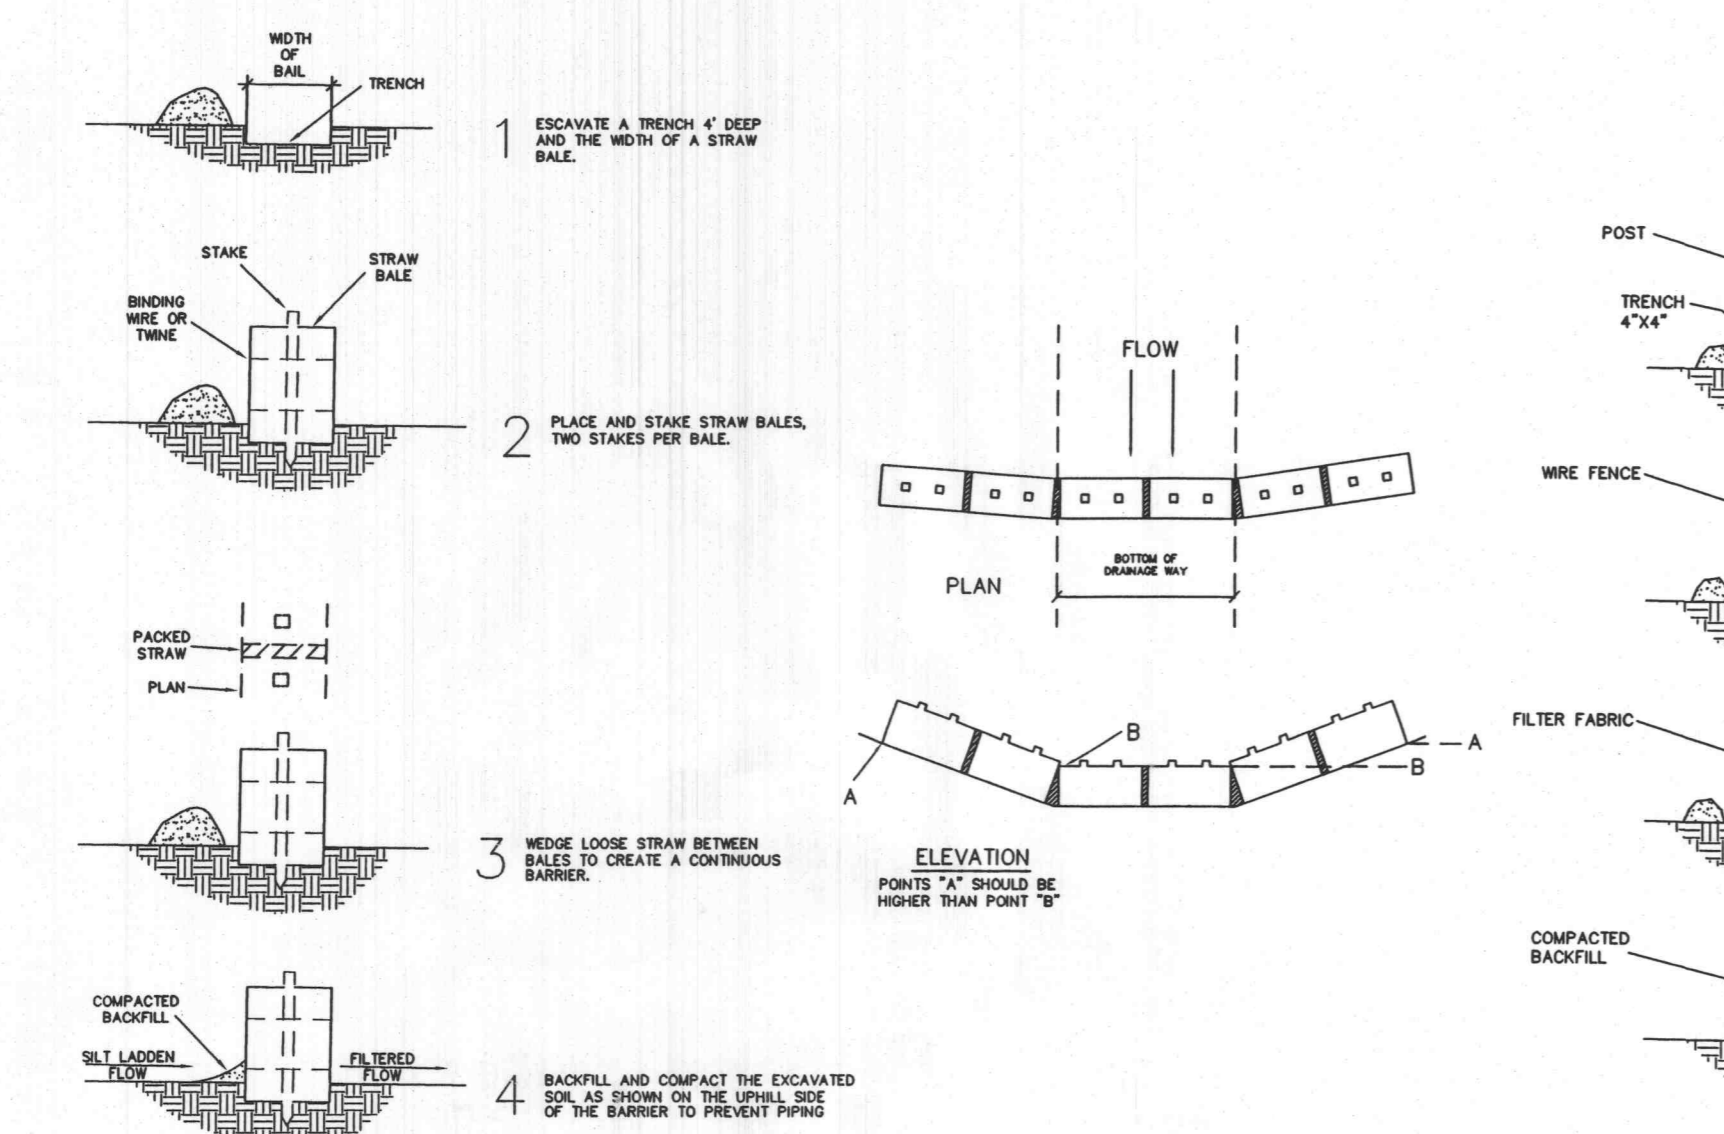 WIDTH
OF
BAIL
TRENCH
1
ESCAVATE A TRENCH 4' DEEP
AND THE WIDTH OF A STRAW
BALE.
STAKE
STRAW
BALE
BINDING
WIRE OR
TWINE
2
PLACE AND STAKE STRAW BALES,
TWO STAKES PER BALE.
PACKED
STRAW
PLAN
3
WEDGE LOOSE STRAW BETWEEN
BALES TO CREATE A CONTINUOUS
BARRIER.
COMPACTED
BACKFILL
SILT LADDEN
FLOW
FILTERED
FLOW
4
BACKFILL AND COMPACT THE EXCAVATED
SOIL AS SHOWN ON THE UPHILL SIDE
OF THE BARRIER TO PREVENT PIPING
FLOW
BOTTOM OF
DRAINAGE WAY
PLAN
B
A
B
A
ELEVATION
POINTS "A" SHOULD BE
HIGHER THAN POINT "B"
POST
TRENCH
4"X4"
WIRE FENCE
FILTER FABRIC
COMPACTED
BACKFILL